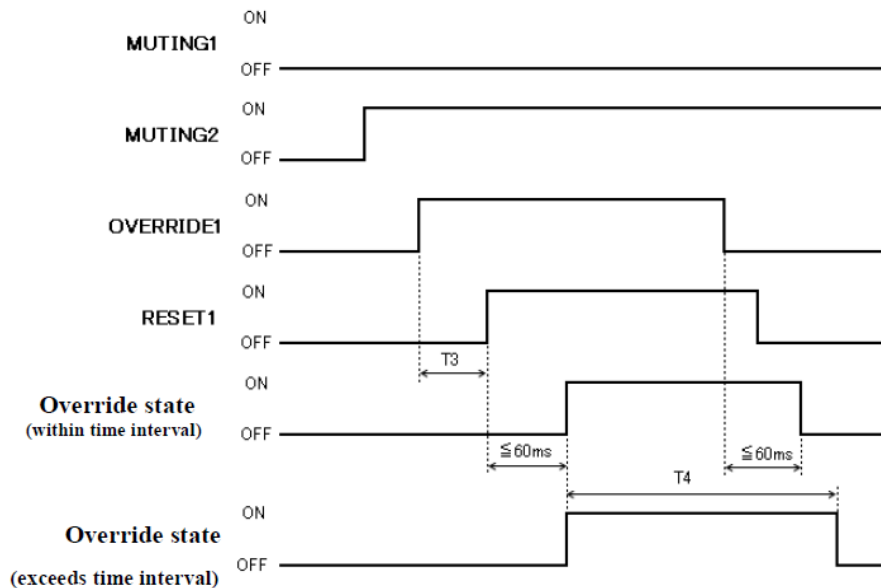 ON
MUTING1
OFF
ON
MUTING2
OFF
ON
OVERRIDE1
OFF
ON
RESET1
OFF
T3
ON
Override state
(within time interval)
OFF
≦60ms
≦60ms
T4
ON
Override state
OFF
(exceeds time interval)